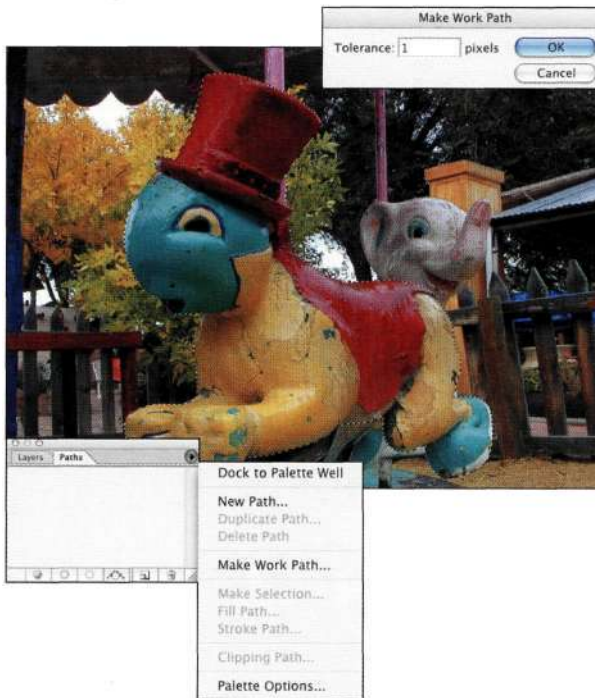 Make Work Path
Tolerance: 1 pixels OK
Cancel
Layers Paths
Dock to Palette Well
New Path...
Duplicate Path...
Delete Path
Make Work Path...
Make Selection...
Fill Path...
Stroke Path...
Clipping Path...
Palette Options...